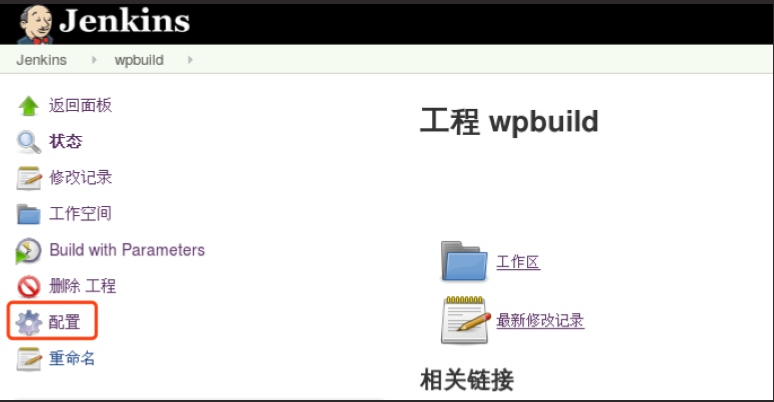 Jenkins
Jenkins wpbuild
返回面板
状态
修改记录
工作空间
Build with Parameters
删除 工程
配置
重命名
工程 wpbuild
工作区
最新修改记录
相关链接